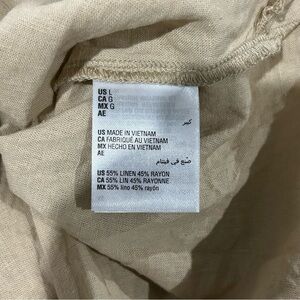 US L
CA G
MX G
AE
كبير
US MADE IN VIETNAM
CA FABRIQUÉ AU VIETNAM
MX HECHO EN VIETNAM
AE
صنع في فيتنام
US 55% LINEN 45% RAYON
CA 55% LIN 45% RAYONNE
MX 55% lino 45% rayón